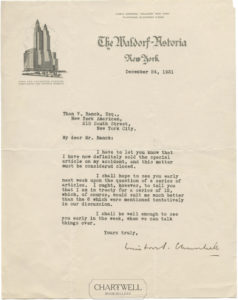 The Waldorf-Astoria
New York
December 24, 1931
Thos V. Ranck, Esq.,
New York American,
210 South Street,
New York City.
My dear Mr. Ranck:
I have to let you know that
I have now definitely sold the special
article on my accident, and this matter
must be considered closed.
I shall hope to see you early
next week upon the question of a series of
articles. I ought, however, to tell you
that I am in treaty for a series of 12,
which, of course, would suit me much better
than the 6 which were mentioned tentatively
in our discussion.
I shall be well enough to see
you early in the week, when we can talk
things over.
Yours truly,
Winston S. Churchill
CHARTWELL